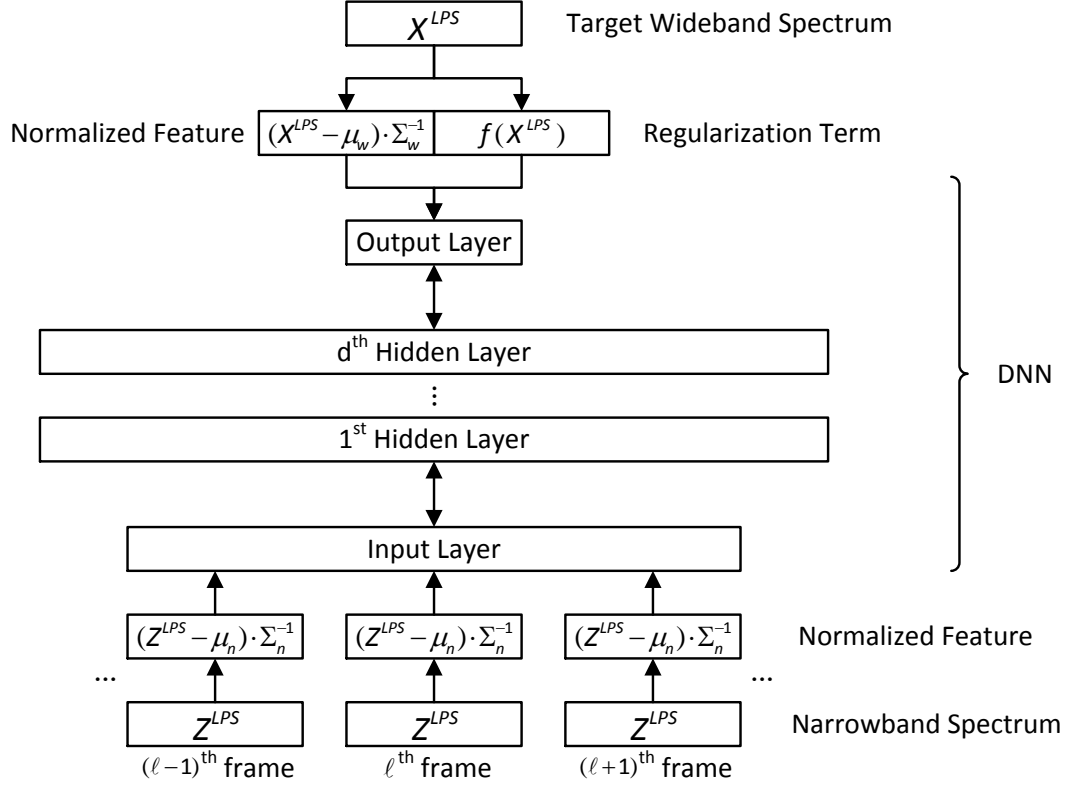 X^LPS Target Wideband Spectrum
Normalized Feature (X^LPS − μ_w)·Σ_w^−1 f(X^LPS) Regularization Term
Output Layer
d^th Hidden Layer
DNN
⋮
1^st Hidden Layer
Input Layer
(Z^LPS − μ_n)·Σ_n^−1 (Z^LPS − μ_n)·Σ_n^−1 (Z^LPS − μ_n)·Σ_n^−1 Normalized Feature
... ...
Z^LPS Z^LPS Z^LPS Narrowband Spectrum
(ℓ−1)^th frame ℓ^th frame (ℓ+1)^th frame